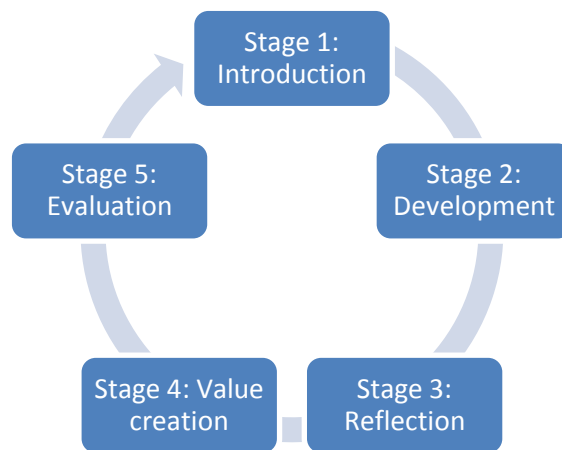 Stage 1:
Introduction
Stage 2:
Development
Stage 3:
Reflection
Stage 4: Value
creation
Stage 5:
Evaluation